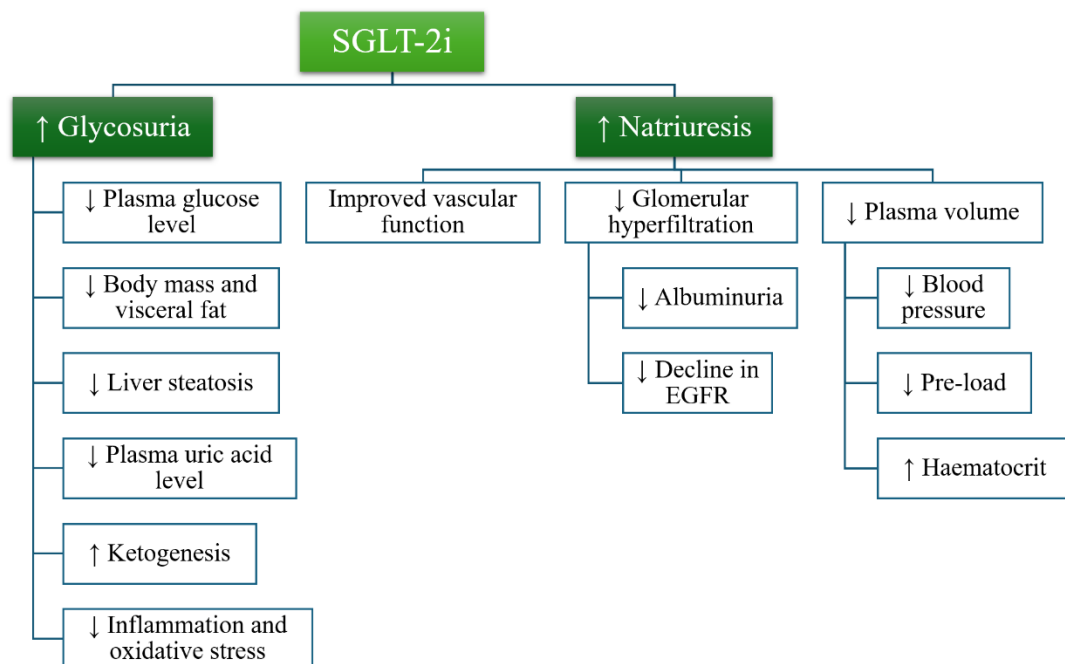 SGLT-2i
↑ Glycosuria
↑ Natriuresis
↓ Plasma glucose
level
↓ Body mass and
visceral fat
↓ Liver steatosis
↓ Plasma uric acid
level
↑ Ketogenesis
↓ Inflammation and
oxidative stress
Improved vascular
function
↓ Glomerular
hyperfiltration
↓ Albuminuria
↓ Decline in
EGFR
↓ Plasma volume
↓ Blood
pressure
↓ Pre-load
↑ Haematocrit